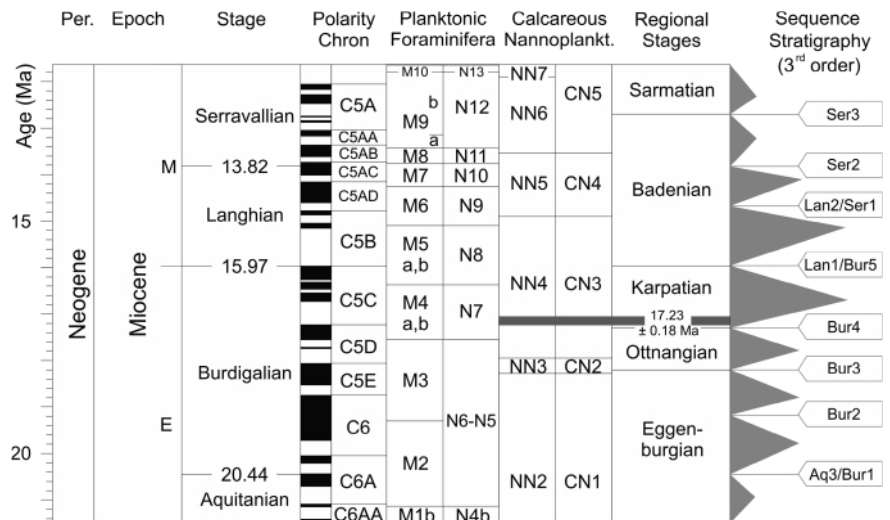 Per.
Epoch
Stage
Polarity
Chron
Planktonic
Foraminifera
Calcareous
Nannoplankt.
Regional
Stages
Sequence
Stratigraphy
(3rd order)
Age (Ma)
15
20
Neogene
Miocene
M
E
Serravallian
13.82
Langhian
15.97
Burdigalian
20.44
Aquitanian
C5A
C5AA
C5AB
C5AC
C5AD
C5B
C5C
C5D
C5E
C6
C6A
C6AA
M10
b
M9
a
M8
M7
M6
M5
a,b
M4
a,b
M3
M2
M1b
N13
N12
N11
N10
N9
N8
N7
N6-N5
N4b
NN7
NN6
NN5
NN4
NN3
NN2
CN5
CN4
CN3
CN2
CN1
Sarmatian
Badenian
Karpatian
17.23
± 0.18 Ma
Ottnangian
Eggen-
burgian
Ser3
Ser2
Lan2/Ser1
Lan1/Bur5
Bur4
Bur3
Bur2
Aq3/Bur1